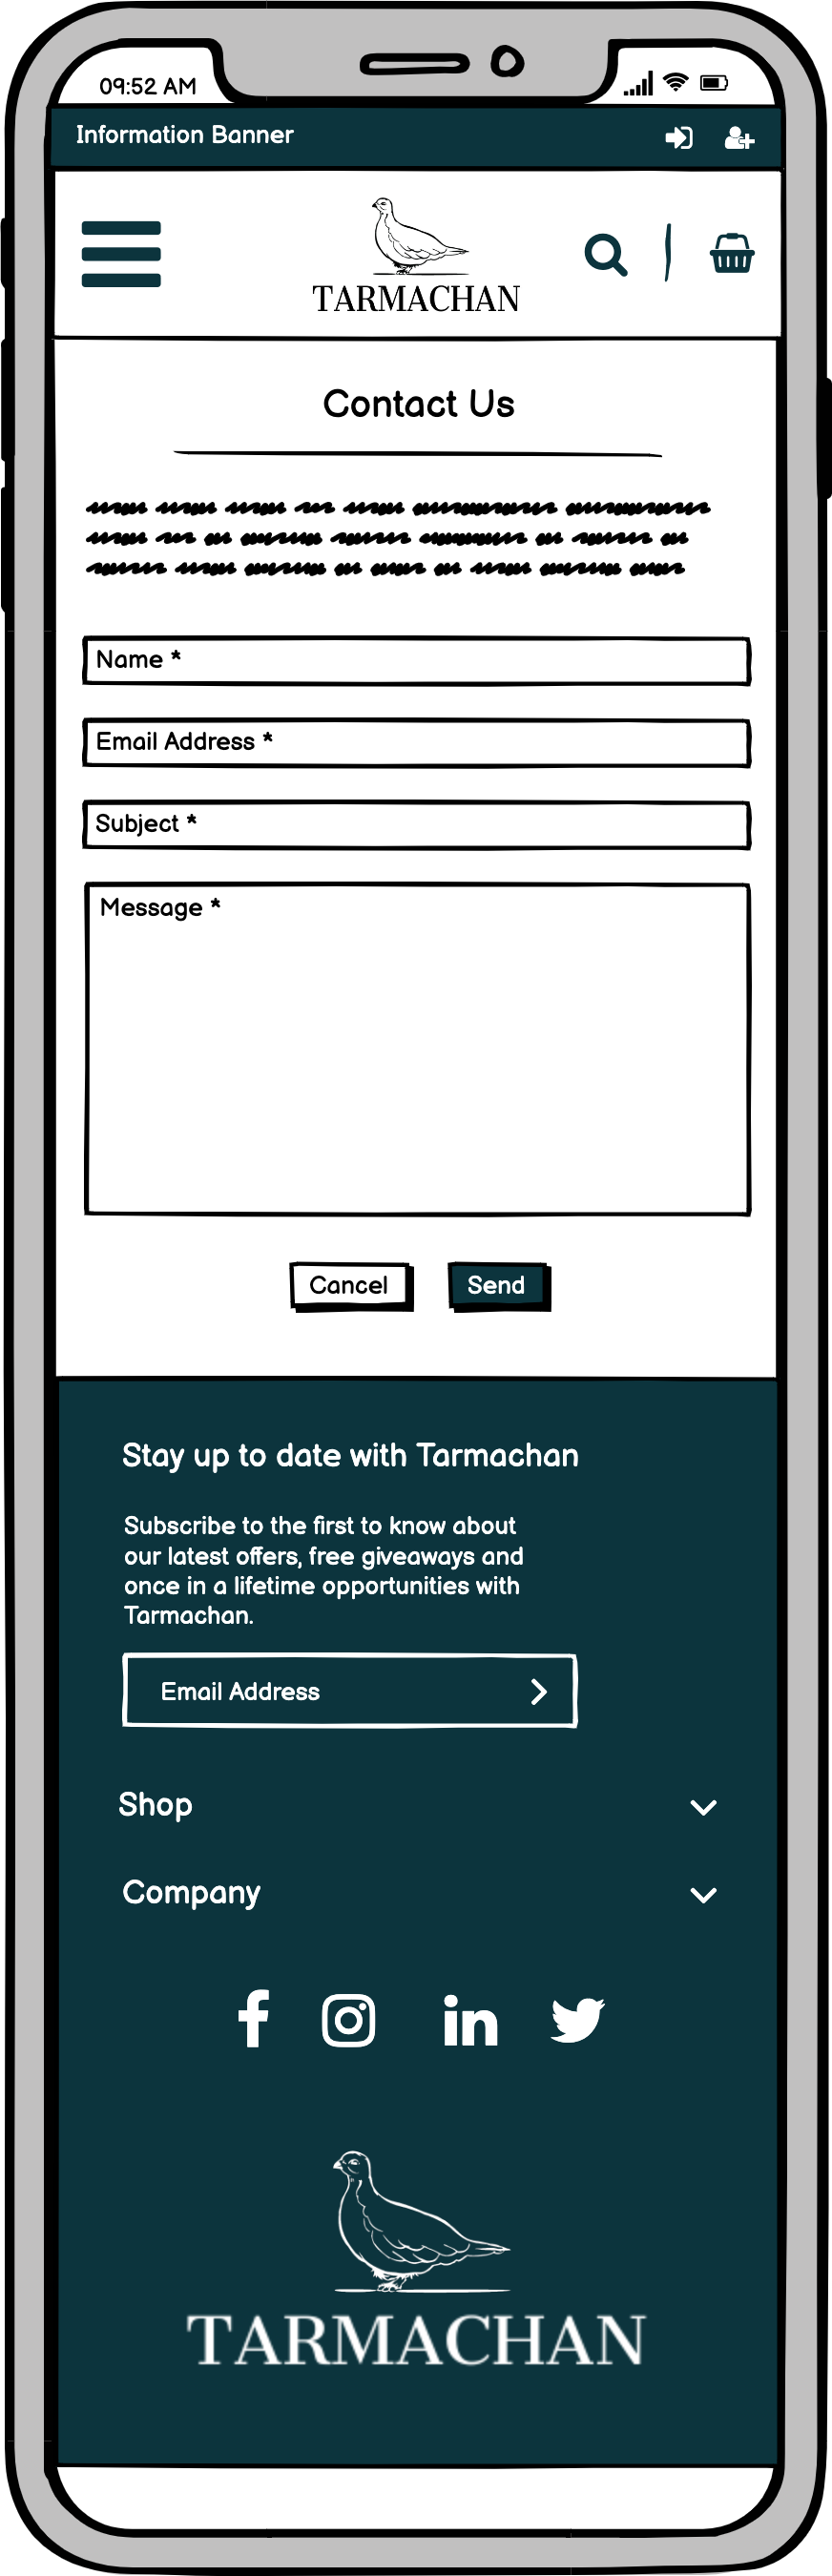 09:52 AM
Information Banner
TARMACHAN
Contact Us
Name *
Email Address *
Subject *
Message *
Cancel Send
Stay up to date with Tarmachan
Subscribe to the first to know about
our latest offers, free giveaways and
once in a lifetime opportunities with
Tarmachan.
Email Address
Shop
Company
TARMACHAN